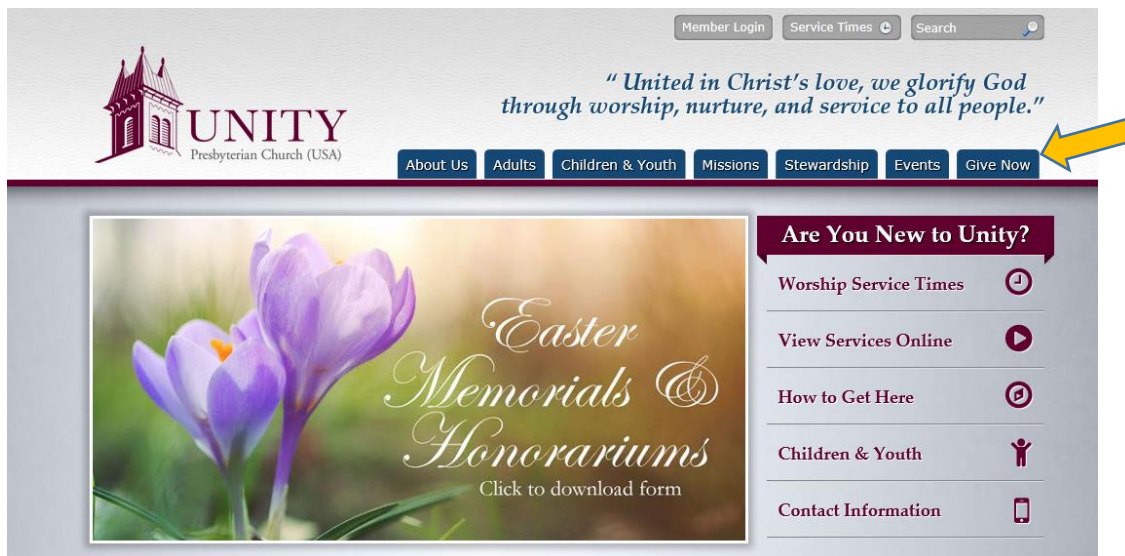 Member Login
Service Times
Search
“ United in Christ's love, we glorify God
through worship, nurture, and service to all people.”
UNITY
Presbyterian Church (USA)
About Us
Adults
Children & Youth
Missions
Stewardship
Events
Give Now
Easter
Memorials &
Honorariums
Click to download form
Are You New to Unity?
Worship Service Times
View Services Online
How to Get Here
Children & Youth
Contact Information